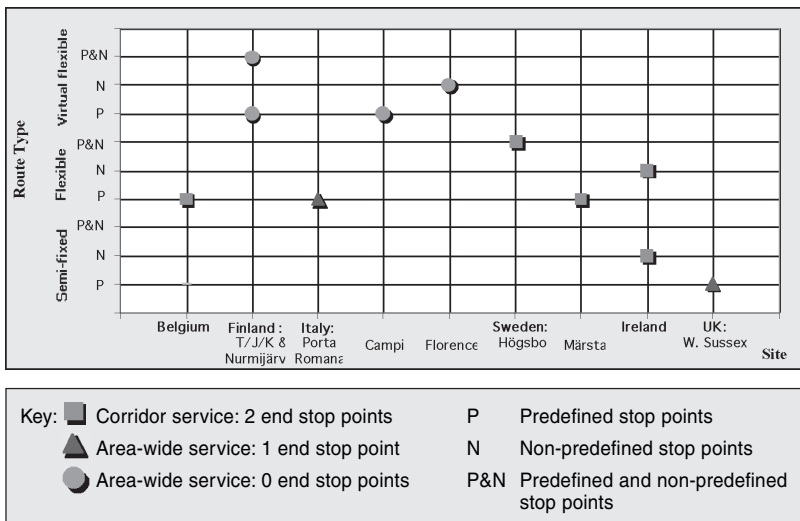 Route Type
Virtual flexible
P&N
N
P
Flexible
P&N
N
P
Semi-fixed
P&N
N
P
Belgium
Finland :
T/J/K &
Nurmijärv
Italy:
Porta
Romana
Campi
Florence
Sweden:
Högsbo
Märsta
Ireland
UK:
W. Sussex
Site
Key: Corridor service: 2 end stop points
Area-wide service: 1 end stop point
Area-wide service: 0 end stop points
P Predefined stop points
N Non-predefined stop points
P&N Predefined and non-predefined
stop points